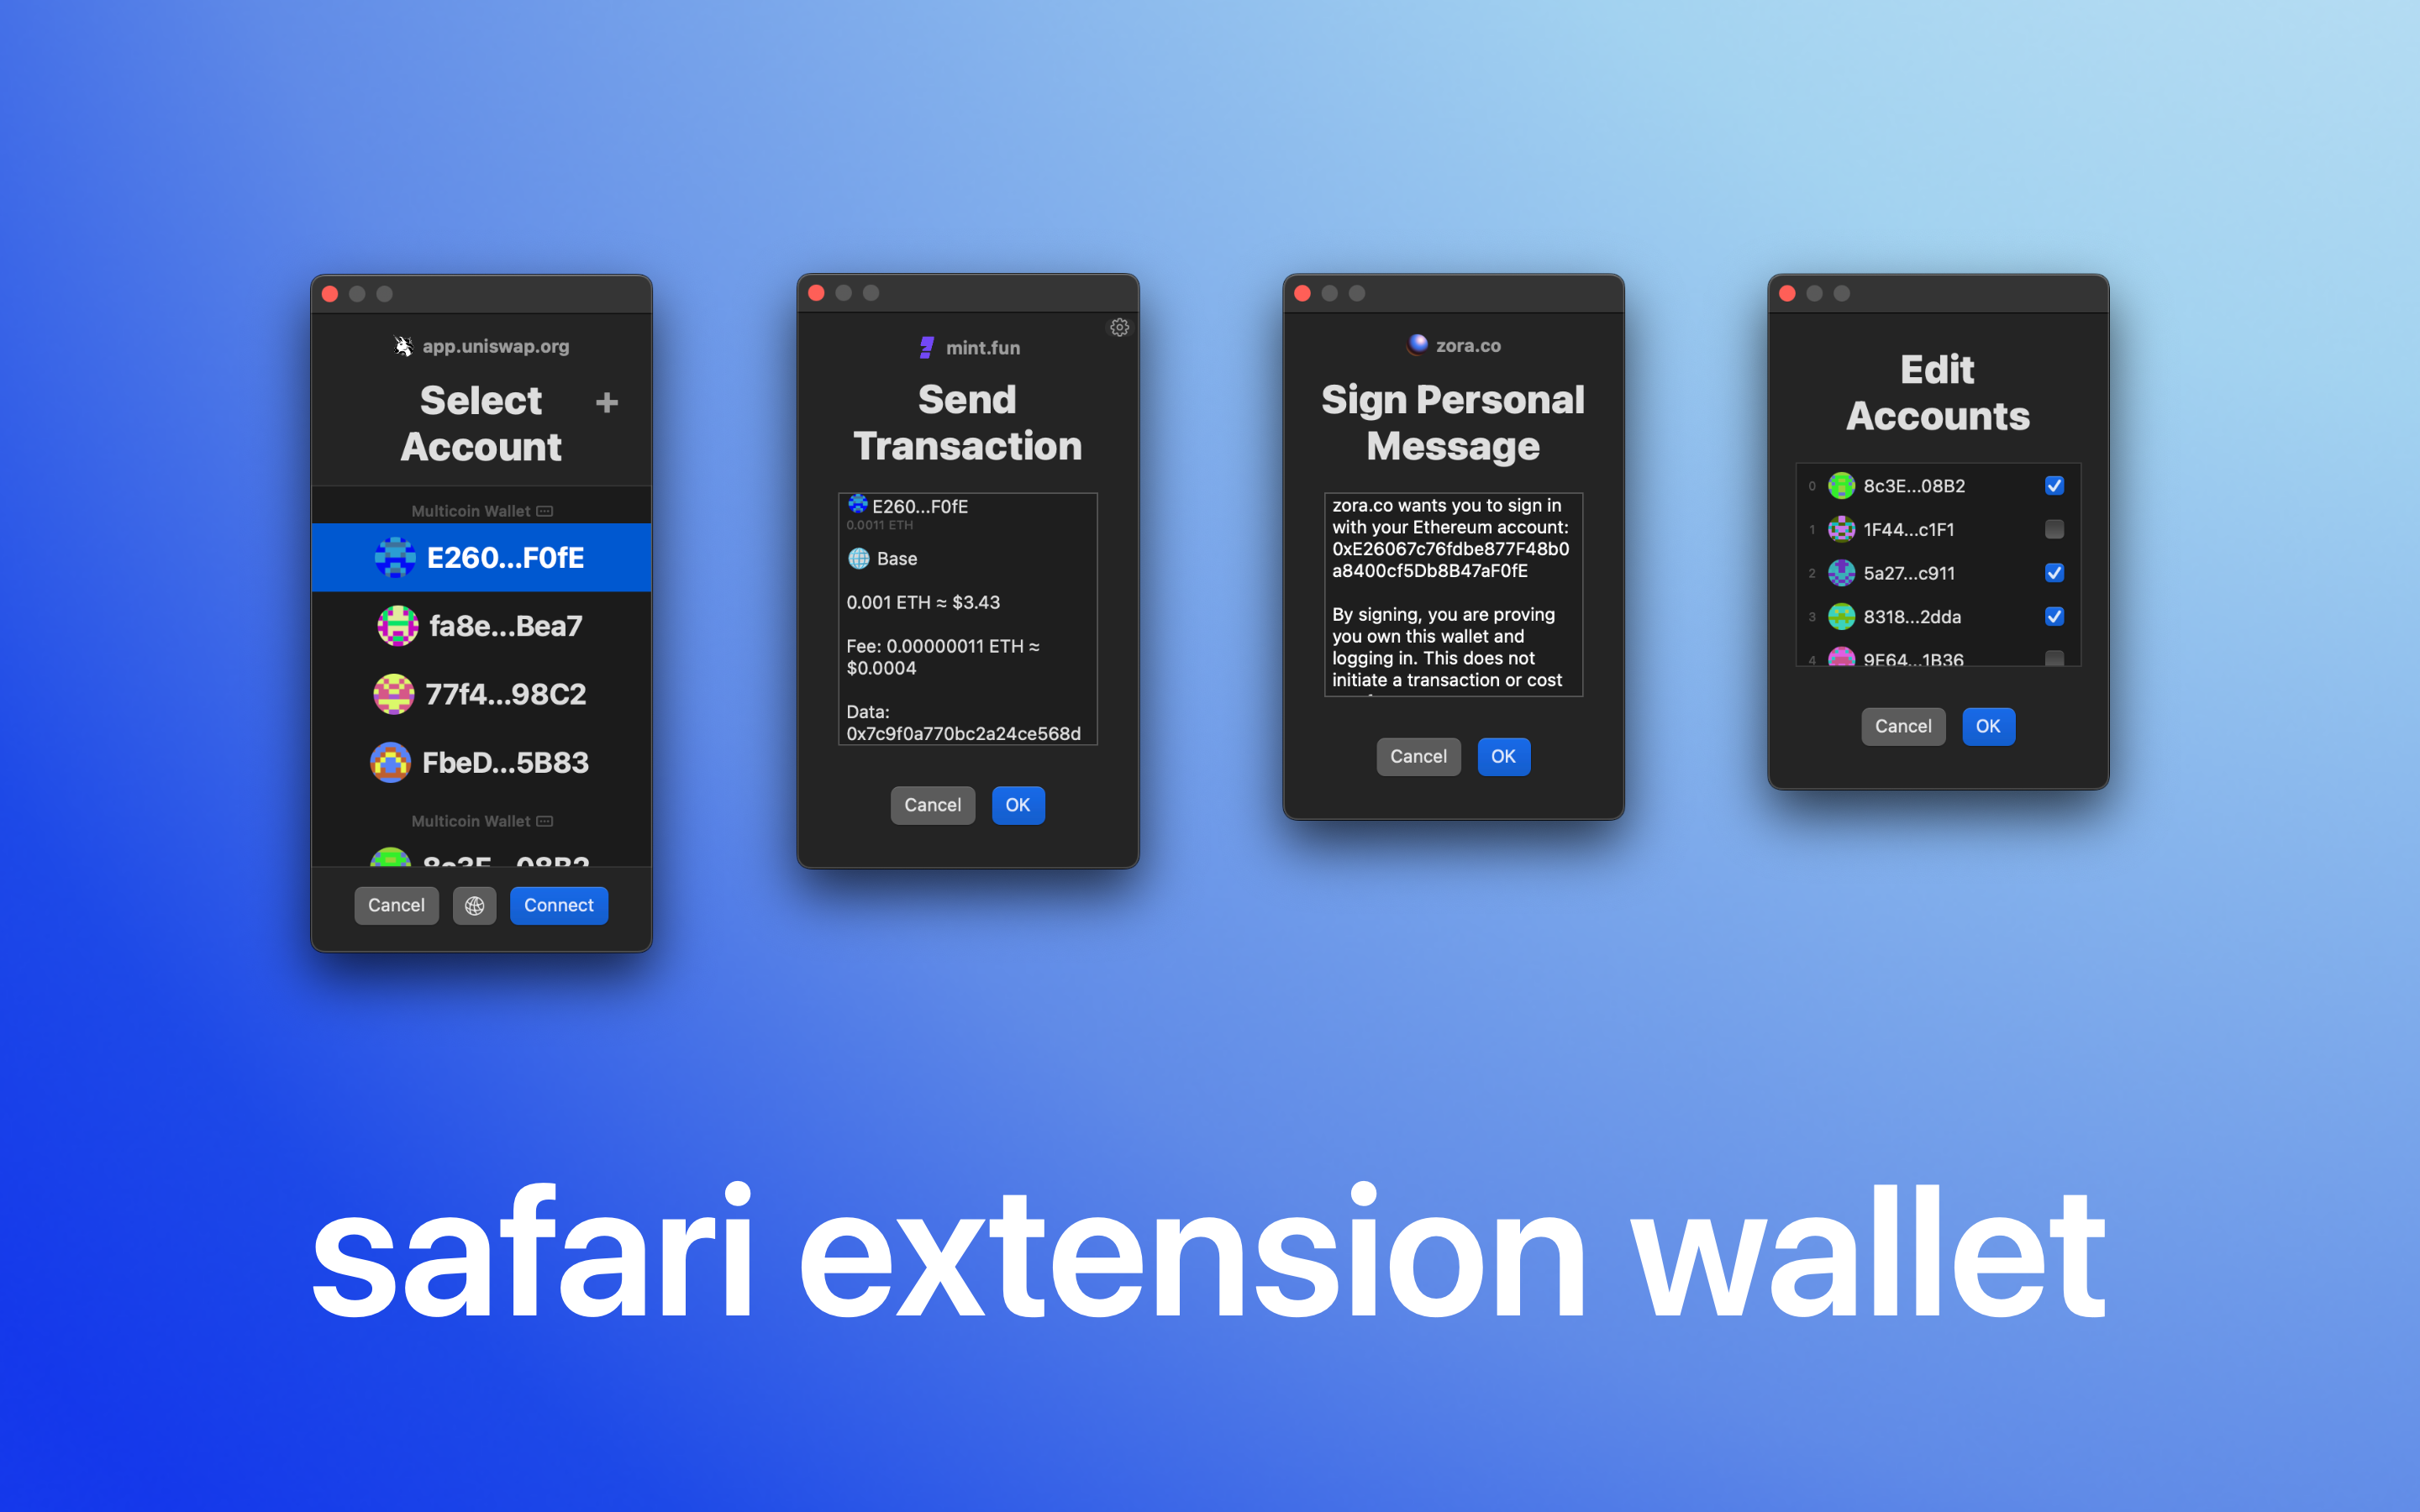 app.uniswap.org
Select
Account
+
Multicoin Wallet
E260...F0fE
fa8e...Bea7
77f4...98C2
FbeD...5B83
Multicoin Wallet
8c3E...08B2
Cancel
Connect
mint.fun
Send
Transaction
E260...F0fE
0.0011 ETH
Base
0.001 ETH ≈ $3.43
Fee: 0.00000011 ETH ≈
$0.0004
Data:
0x7c9f0a770bc2a24ce568d
Cancel
OK
zora.co
Sign Personal
Message
zora.co wants you to sign in
with your Ethereum account:
0xE26067c76fdbe877F48b0
a8400cf5Db8B47aF0fE
By signing, you are proving
you own this wallet and
logging in. This does not
initiate a transaction or cost
Cancel
OK
Edit
Accounts
0 8c3E...08B2
1 1F44...c1F1
2 5a27...c911
3 8318...2dda
4 9E64...1B36
Cancel
OK
safari extension wallet